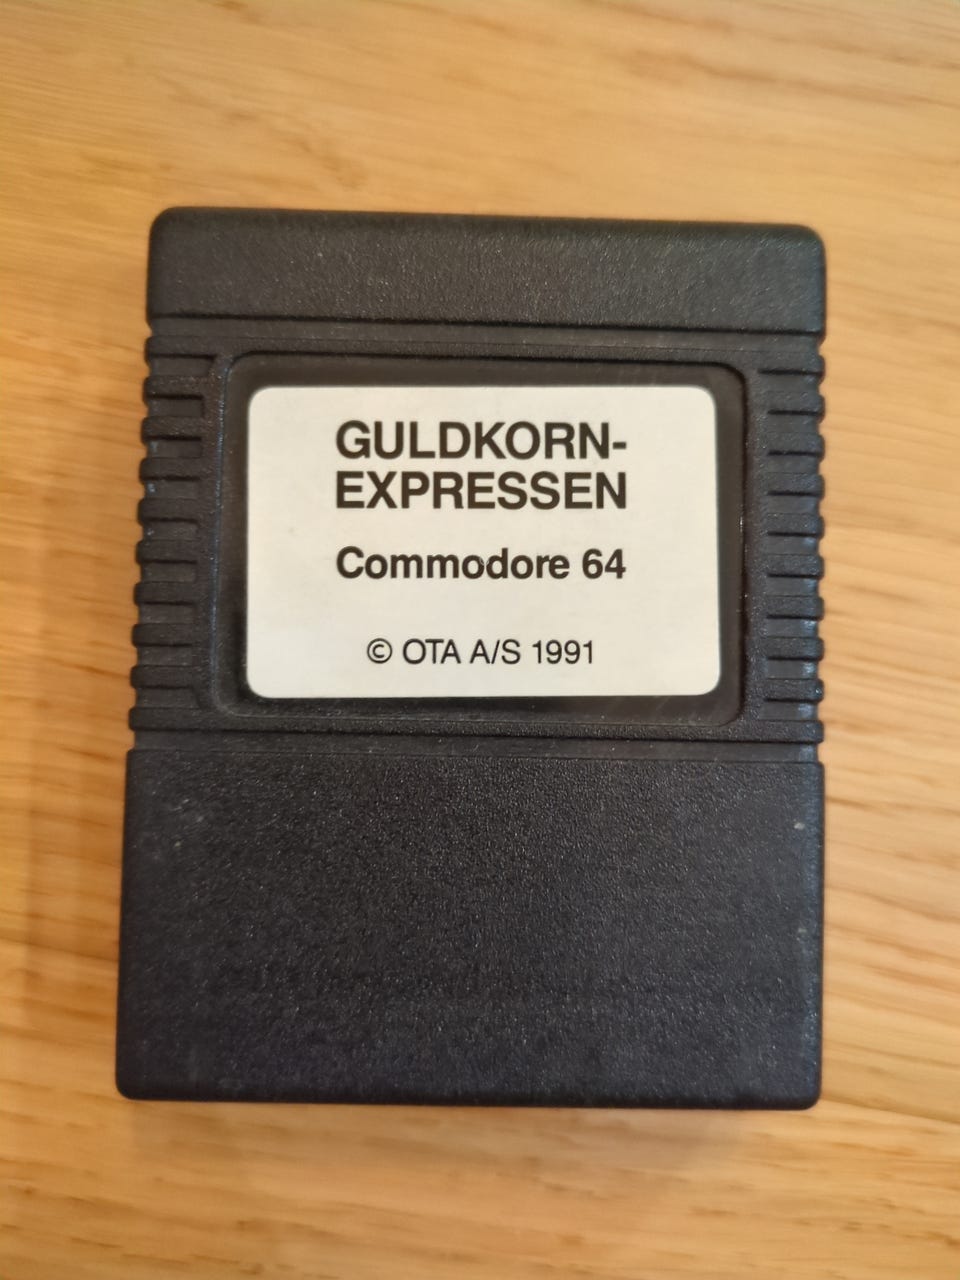 GULDKORN-
EXPRESSEN
Commodore 64
© OTA A/S 1991